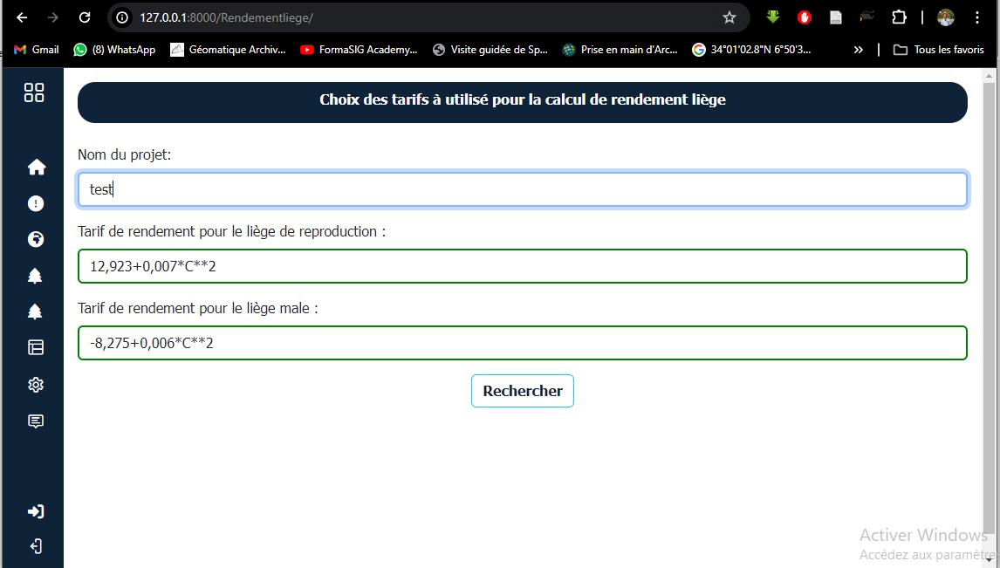 127.0.0.1:8000/Rendementliege/
Gmail (8) WhatsApp Géomatique Archiv... FormaSIG Academy... Visite guidée de Sp... Prise en main d'Arc... 34°01'02.8"N 6°50'3... » Tous les favoris
Choix des tarifs à utilisé pour la calcul de rendement liège
Nom du projet:
test
Tarif de rendement pour le liège de reproduction :
12,923+0,007*C**2
Tarif de rendement pour le liège male :
-8,275+0,006*C**2
Rechercher
Activer Windows
Accédez aux paramètre